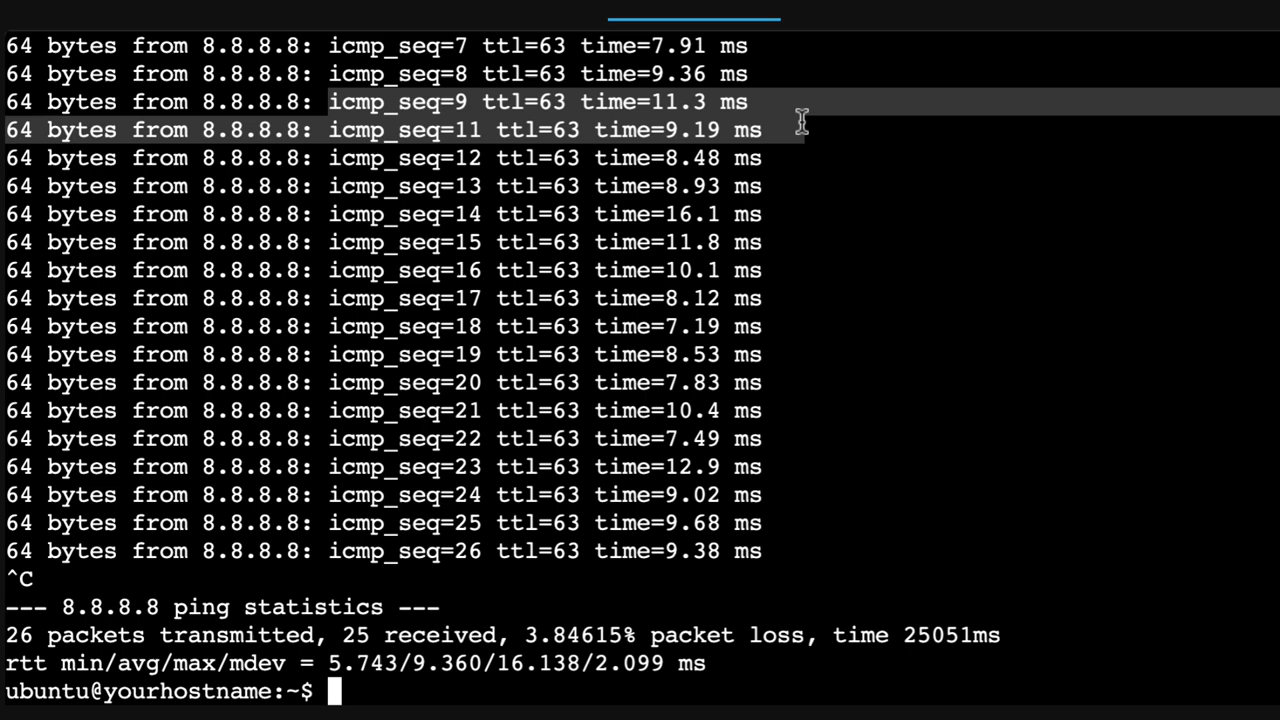 64 bytes from 8.8.8.8: icmp_seq=7 ttl=63 time=7.91 ms
64 bytes from 8.8.8.8: icmp_seq=8 ttl=63 time=9.36 ms
64 bytes from 8.8.8.8: icmp_seq=9 ttl=63 time=11.3 ms
64 bytes from 8.8.8.8: icmp_seq=11 ttl=63 time=9.19 ms
64 bytes from 8.8.8.8: icmp_seq=12 ttl=63 time=8.48 ms
64 bytes from 8.8.8.8: icmp_seq=13 ttl=63 time=8.93 ms
64 bytes from 8.8.8.8: icmp_seq=14 ttl=63 time=16.1 ms
64 bytes from 8.8.8.8: icmp_seq=15 ttl=63 time=11.8 ms
64 bytes from 8.8.8.8: icmp_seq=16 ttl=63 time=10.1 ms
64 bytes from 8.8.8.8: icmp_seq=17 ttl=63 time=8.12 ms
64 bytes from 8.8.8.8: icmp_seq=18 ttl=63 time=7.19 ms
64 bytes from 8.8.8.8: icmp_seq=19 ttl=63 time=8.53 ms
64 bytes from 8.8.8.8: icmp_seq=20 ttl=63 time=7.83 ms
64 bytes from 8.8.8.8: icmp_seq=21 ttl=63 time=10.4 ms
64 bytes from 8.8.8.8: icmp_seq=22 ttl=63 time=7.49 ms
64 bytes from 8.8.8.8: icmp_seq=23 ttl=63 time=12.9 ms
64 bytes from 8.8.8.8: icmp_seq=24 ttl=63 time=9.02 ms
64 bytes from 8.8.8.8: icmp_seq=25 ttl=63 time=9.68 ms
64 bytes from 8.8.8.8: icmp_seq=26 ttl=63 time=9.38 ms
^C
--- 8.8.8.8 ping statistics ---
26 packets transmitted, 25 received, 3.84615% packet loss, time 25051ms
rtt min/avg/max/mdev = 5.743/9.360/16.138/2.099 ms
ubuntu@yourhostname:~$